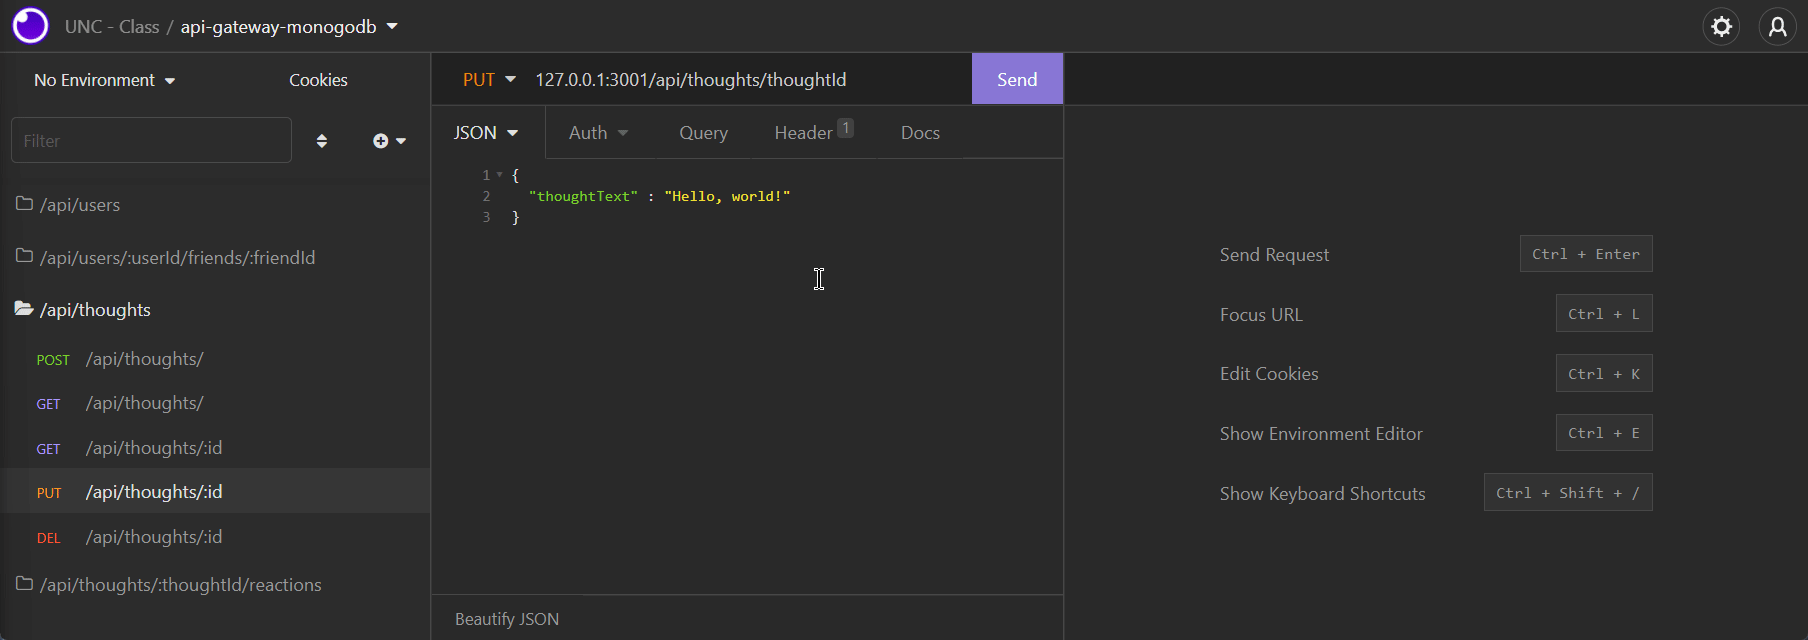 UNC - Class / api-gateway-monogodb
No Environment
Cookies
Filter
/api/users
/api/users/:userId/friends/:friendId
/api/thoughts
POST /api/thoughts/
GET /api/thoughts/
GET /api/thoughts/:id
PUT /api/thoughts/:id
DEL /api/thoughts/:id
/api/thoughts/:thoughtId/reactions
PUT 127.0.0.1:3001/api/thoughts/thoughtId Send
JSON Auth Query Header 1 Docs
1 {
2 "thoughtText" : "Hello, world!"
3 }
Beautify JSON
Send Request Ctrl + Enter
Focus URL Ctrl + L
Edit Cookies Ctrl + K
Show Environment Editor Ctrl + E
Show Keyboard Shortcuts Ctrl + Shift + /